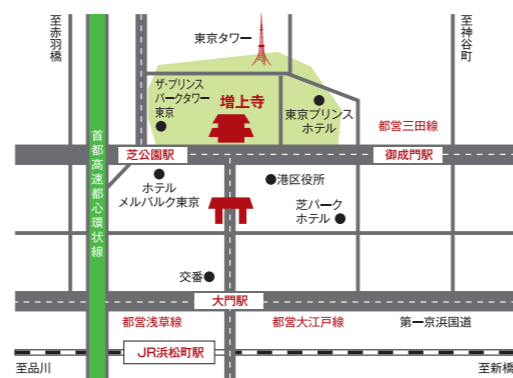 至赤羽橋
東京タワー
至神谷町
ザ・プリンス
パークタワー
東京
増上寺
東京プリンス
ホテル
都営三田線
首都高速都心環状線
芝公園駅
御成門駅
ホテル
メルパルク東京
港区役所
芝パーク
ホテル
交番
大門駅
都営浅草線
都営大江戸線
第一京浜国道
JR浜松町駅
至品川
至新橋